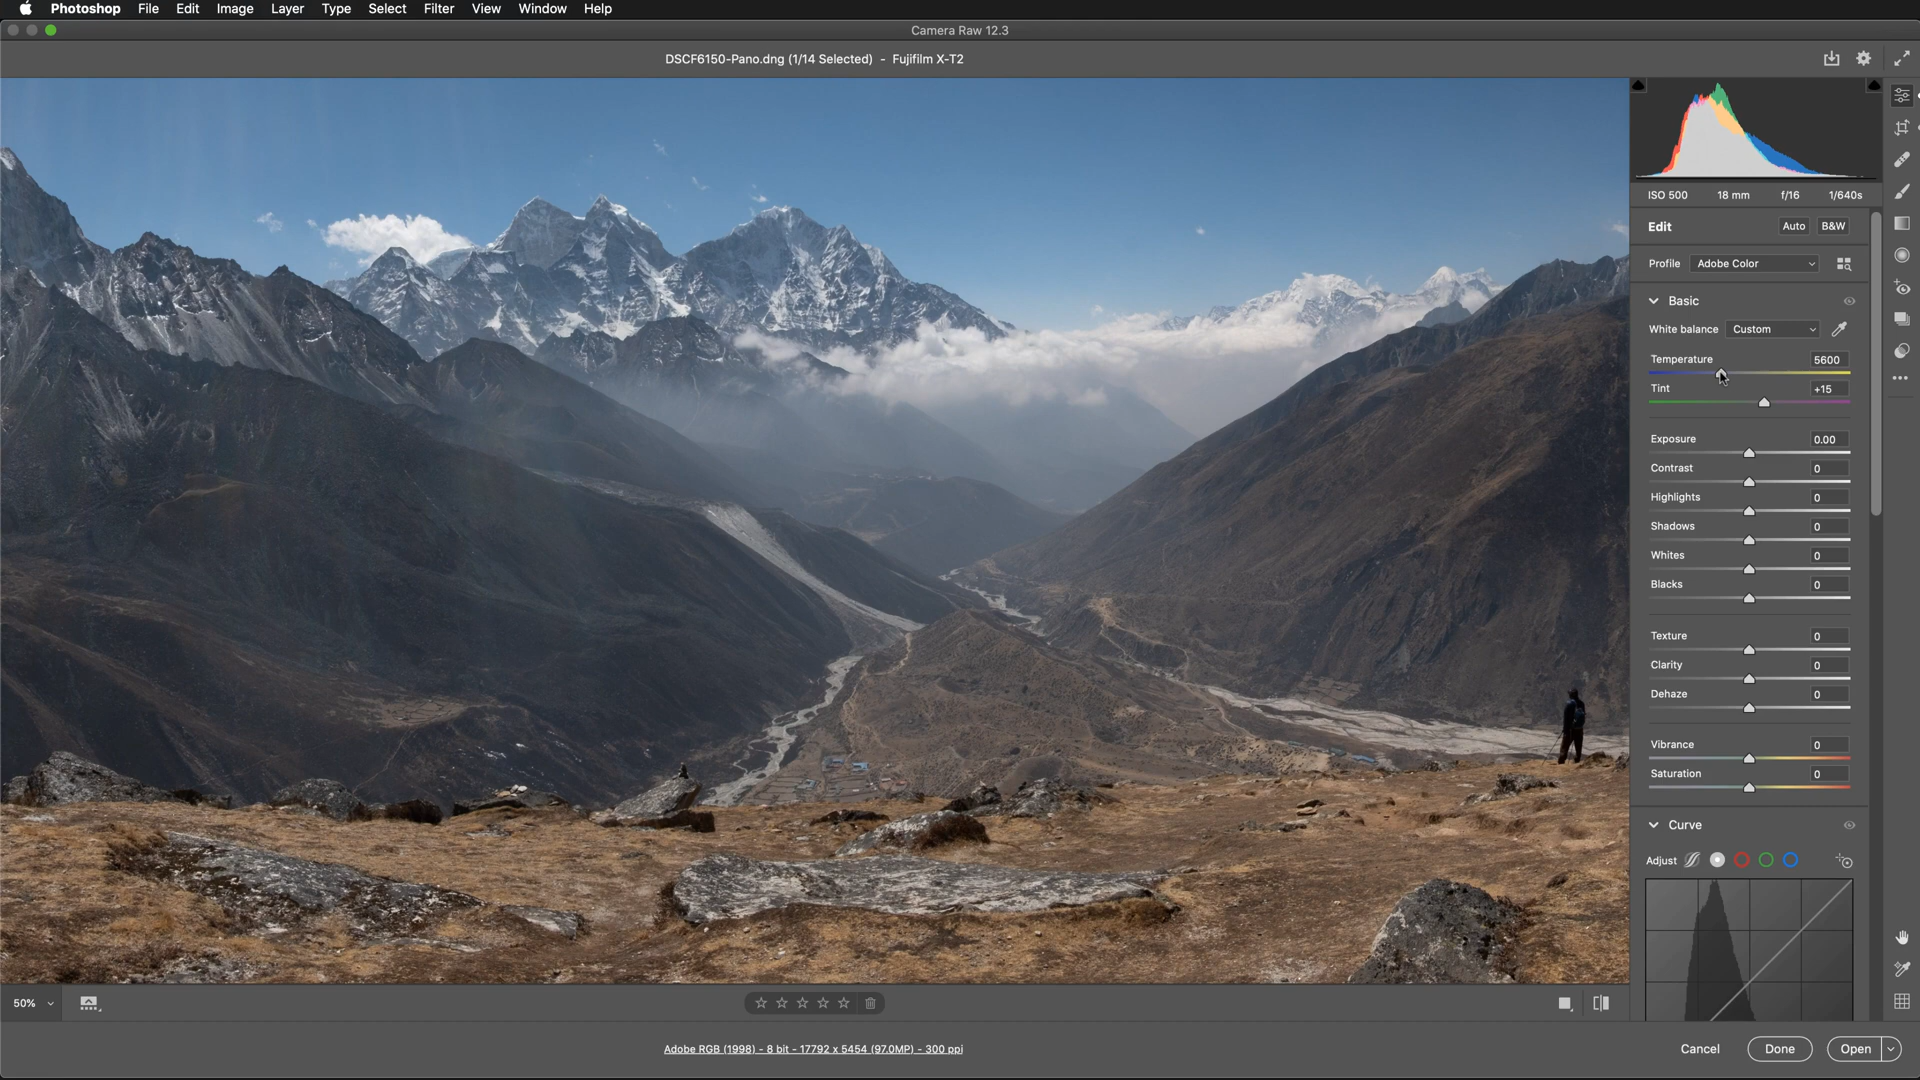 Photoshop File Edit Image Layer Type Select Filter View Window Help
Camera Raw 12.3
DSCF6150-Pano.dng (1/14 Selected) - Fujifilm X-T2
ISO 500 18 mm f/16 1/640s
Edit Auto B&W
Profile Adobe Color
Basic
White balance Custom
Temperature 5600
Tint +15
Exposure 0.00
Contrast 0
Highlights 0
Shadows 0
Whites 0
Blacks 0
Texture 0
Clarity 0
Dehaze 0
Vibrance 0
Saturation 0
Curve
Adjust
50%
Adobe RGB (1998) - 8 bit - 17792 x 5454 (97.0MP) - 300 ppi
Cancel Done Open